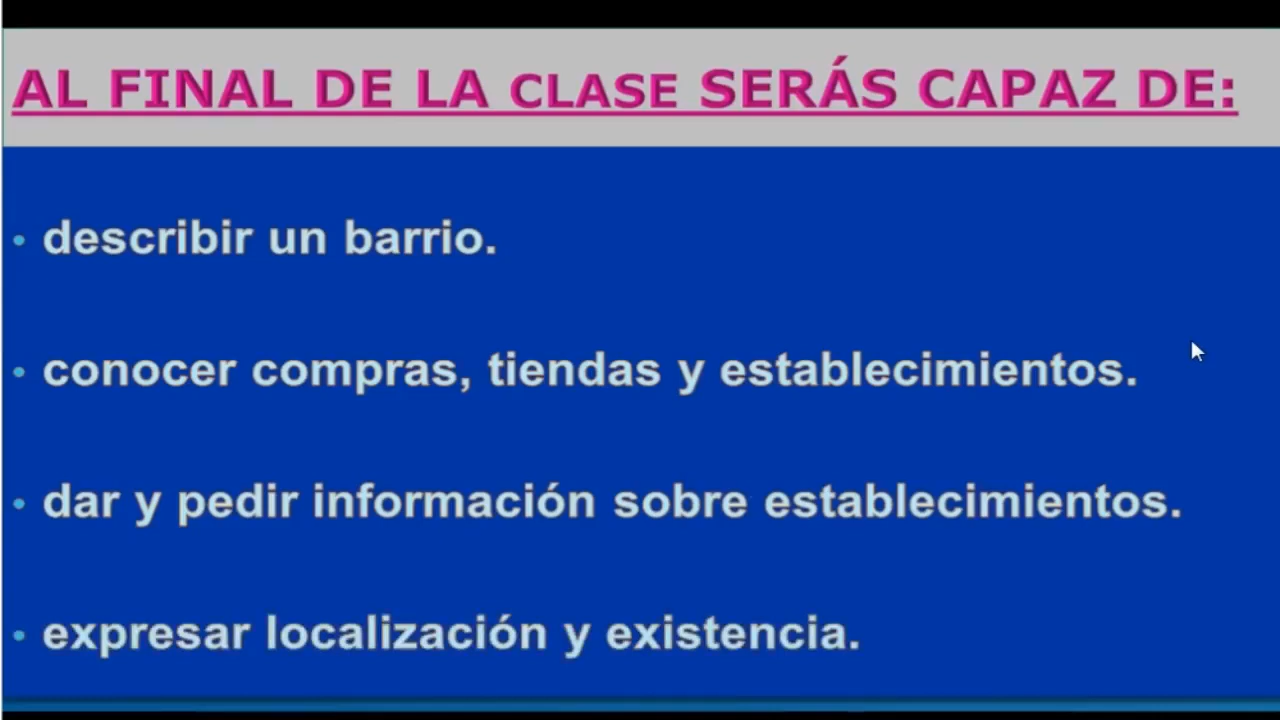 AL FINAL DE LA CLASE SERÁS CAPAZ DE:
• describir un barrio.
• conocer compras, tiendas y establecimientos.
• dar y pedir información sobre establecimientos.
• expresar localización y existencia.